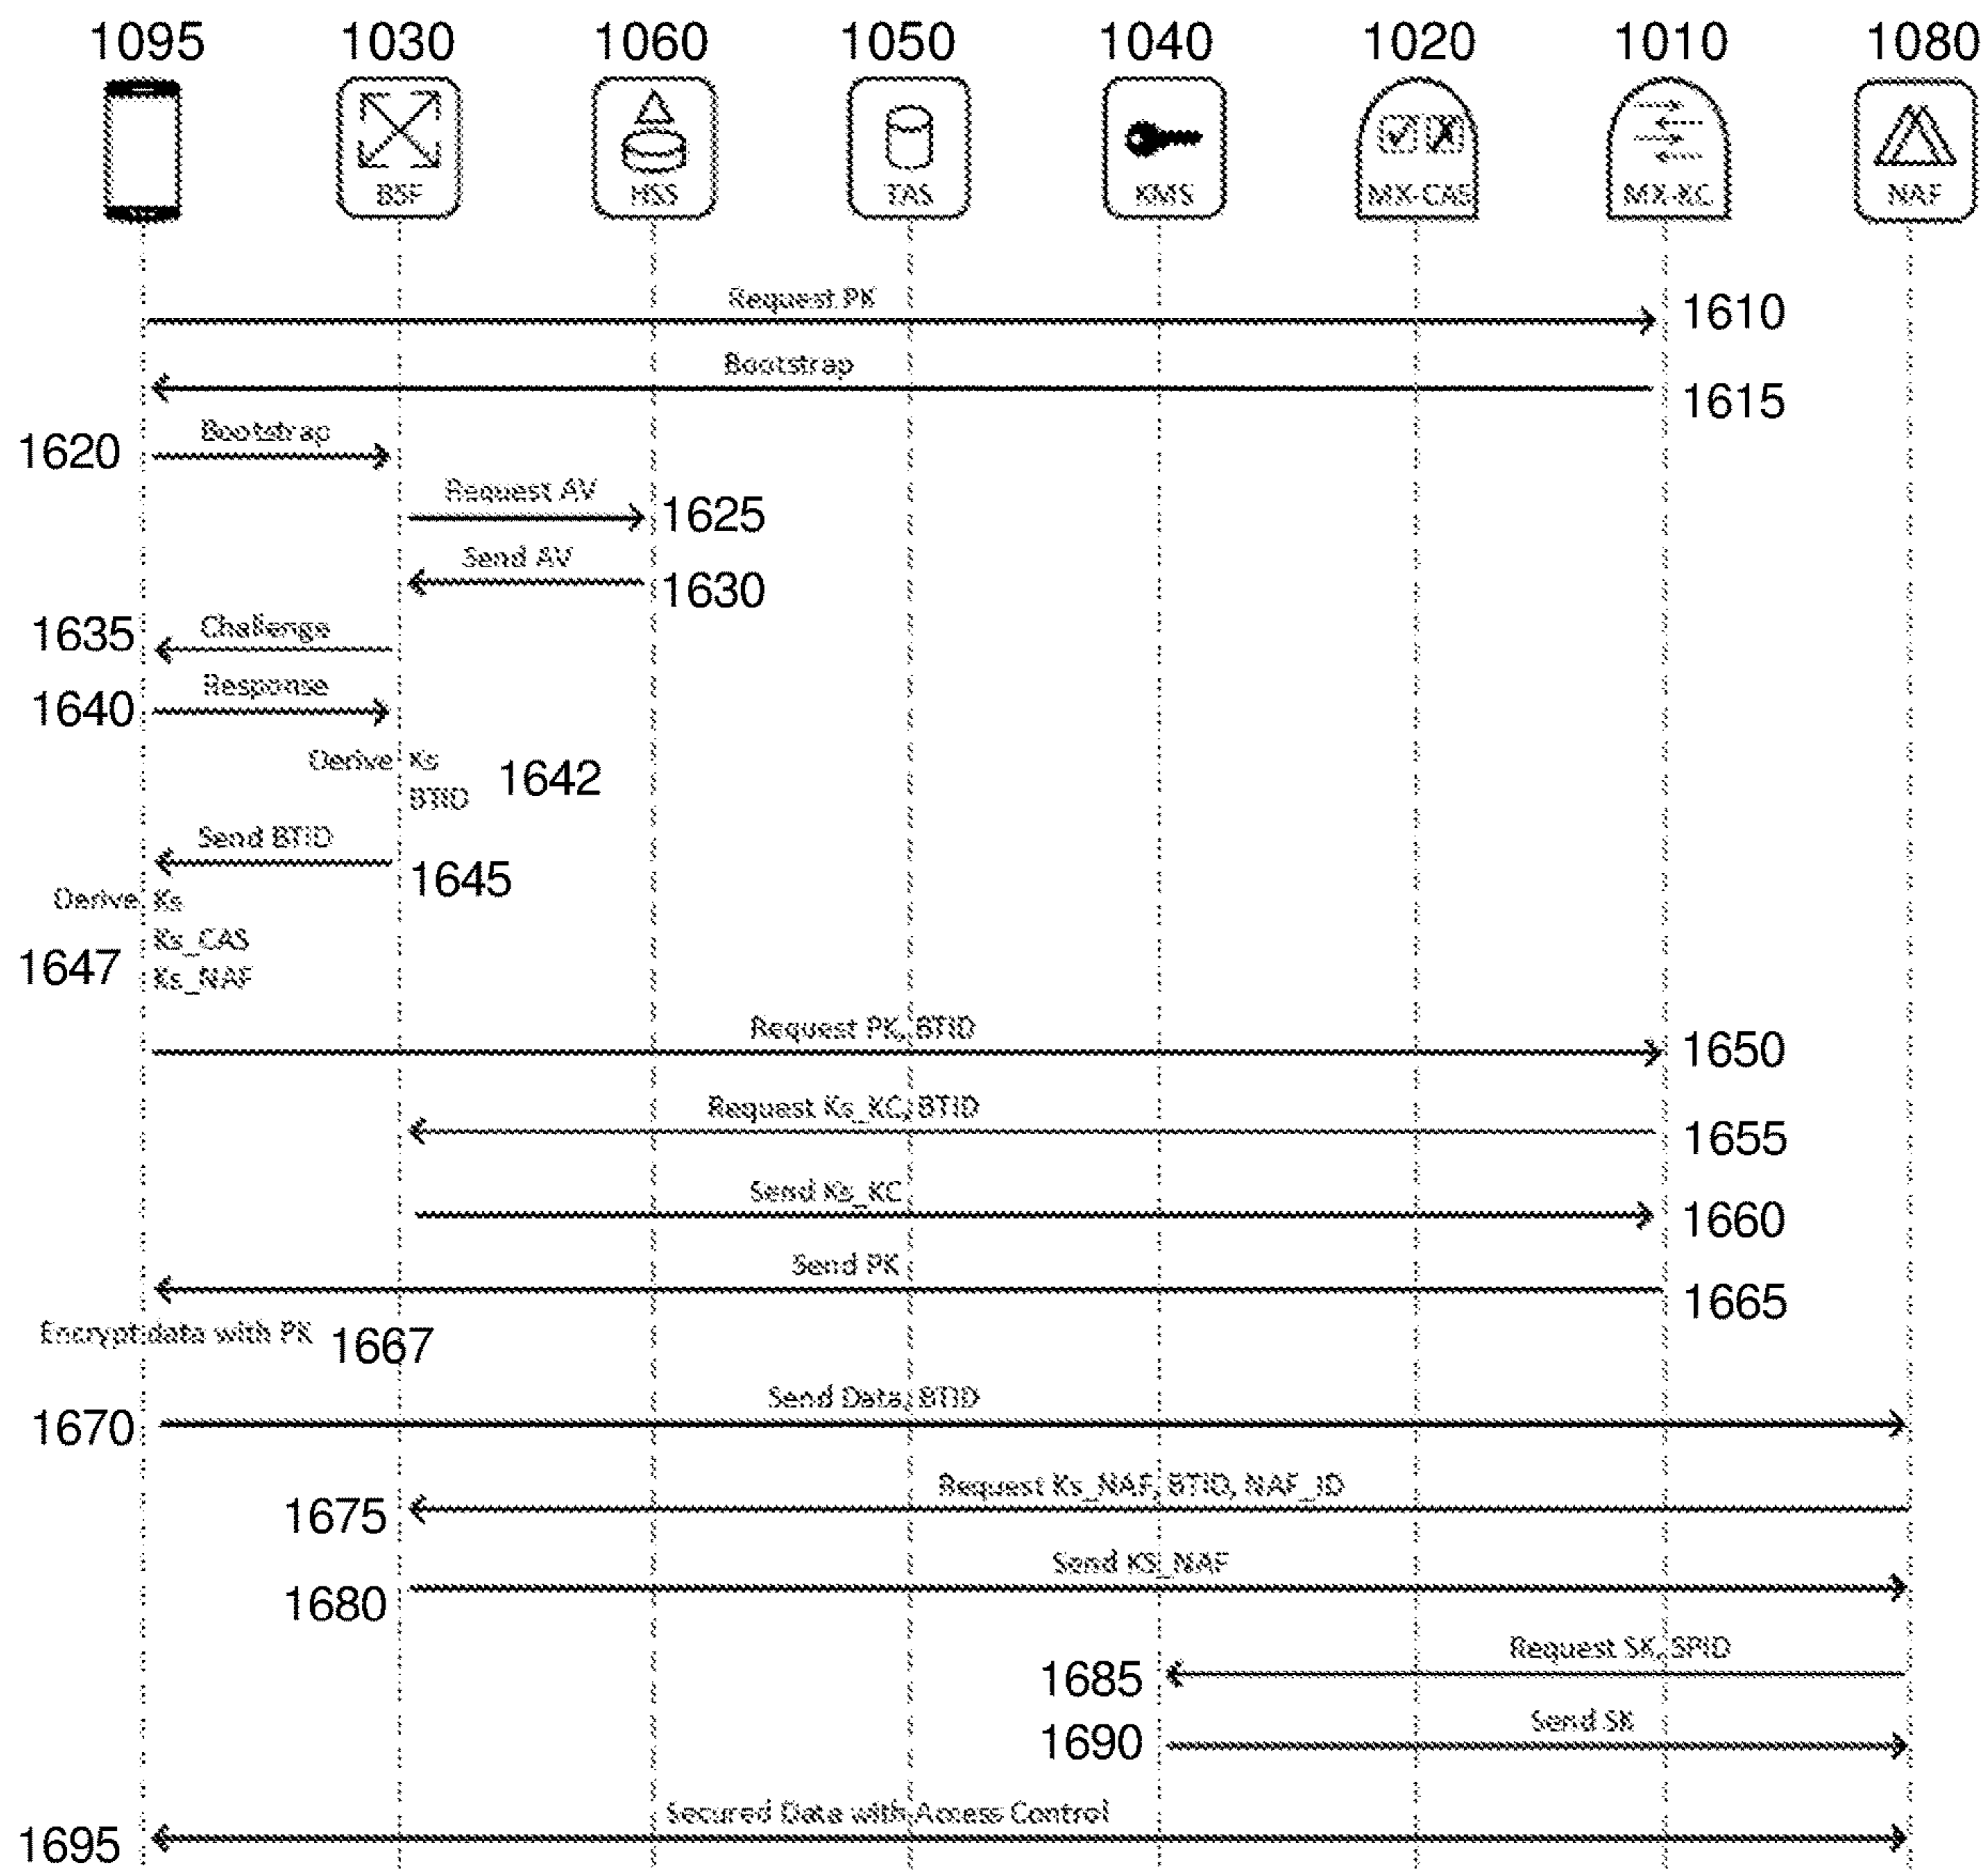 1095 1030 1060 1050 1040 1020 1010 1080
BSF HSS TAS KMS MX-CAS MX-KC NAF
Request PK 1610
Bootstrap 1615
1620 Bootstrap
Request AV 1625
Send AV 1630
1635 Challenge
1640 Response
Derive Ks 1642
BTID
Send BTID 1645
Derive Ks
Ks_CAS
1647 Ks_NAF
Request PK, BTID 1650
Request Ks_KC, BTID 1655
Send Ks_KC 1660
Send PK 1665
Encrypt data with PK 1667
1670 Send Data, BTID
1675 Request Ks_NAF, BTID, NAF_ID
1680 Send KS_NAF
1685 Request SK, SPID
1690 Send SK
1695 Secured Data with Access Control